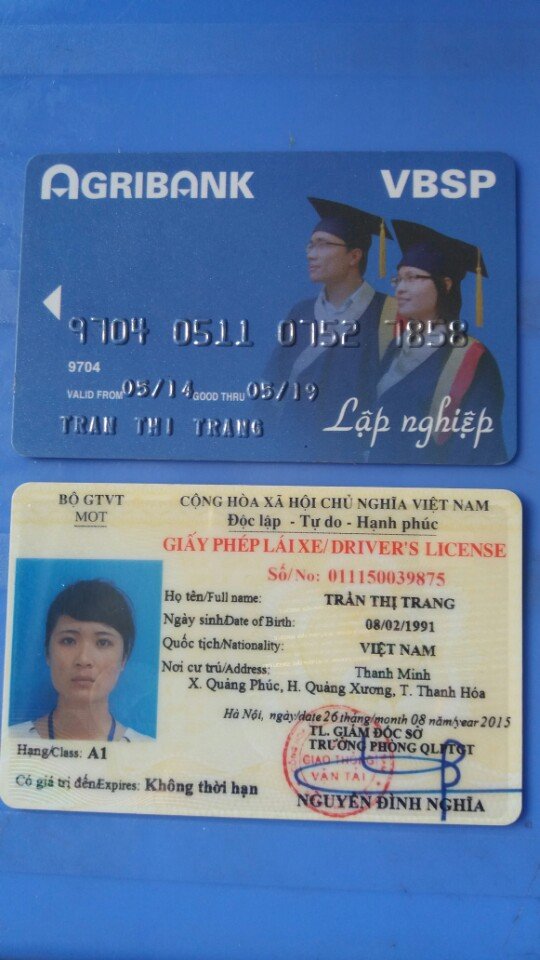 AGRIBANK VBSP
9704 0511 0752 7858
9704
VALID FROM 05/14 GOOD THRU 05/19
TRAN THI TRANG
Lập nghiệp
BỘ GTVT
MOT
CỘNG HÒA XÃ HỘI CHỦ NGHĨA VIỆT NAM
Độc lập - Tự do - Hạnh phúc
GIẤY PHÉP LÁI XE/ DRIVER'S LICENSE
Số/No: 011150039875
Họ tên/Full name: TRẦN THỊ TRANG
Ngày sinh/Date of Birth: 08/02/1991
Quốc tịch/Nationality: VIỆT NAM
Nơi cư trú/Address: Thanh Minh
X. Quảng Phúc, H. Quảng Xương, T. Thanh Hóa
Hà Nội, ngày/date 26 tháng/month 08 năm/year 2015
TL. GIÁM ĐỐC SỞ
TRƯỞNG PHÒNG QLPTGT
GIAO THÔNG
VẬN TẢI
Hạng/Class: A1
Có giá trị đến/Expires: Không thời hạn
NGUYỄN ĐÌNH NGHĨA